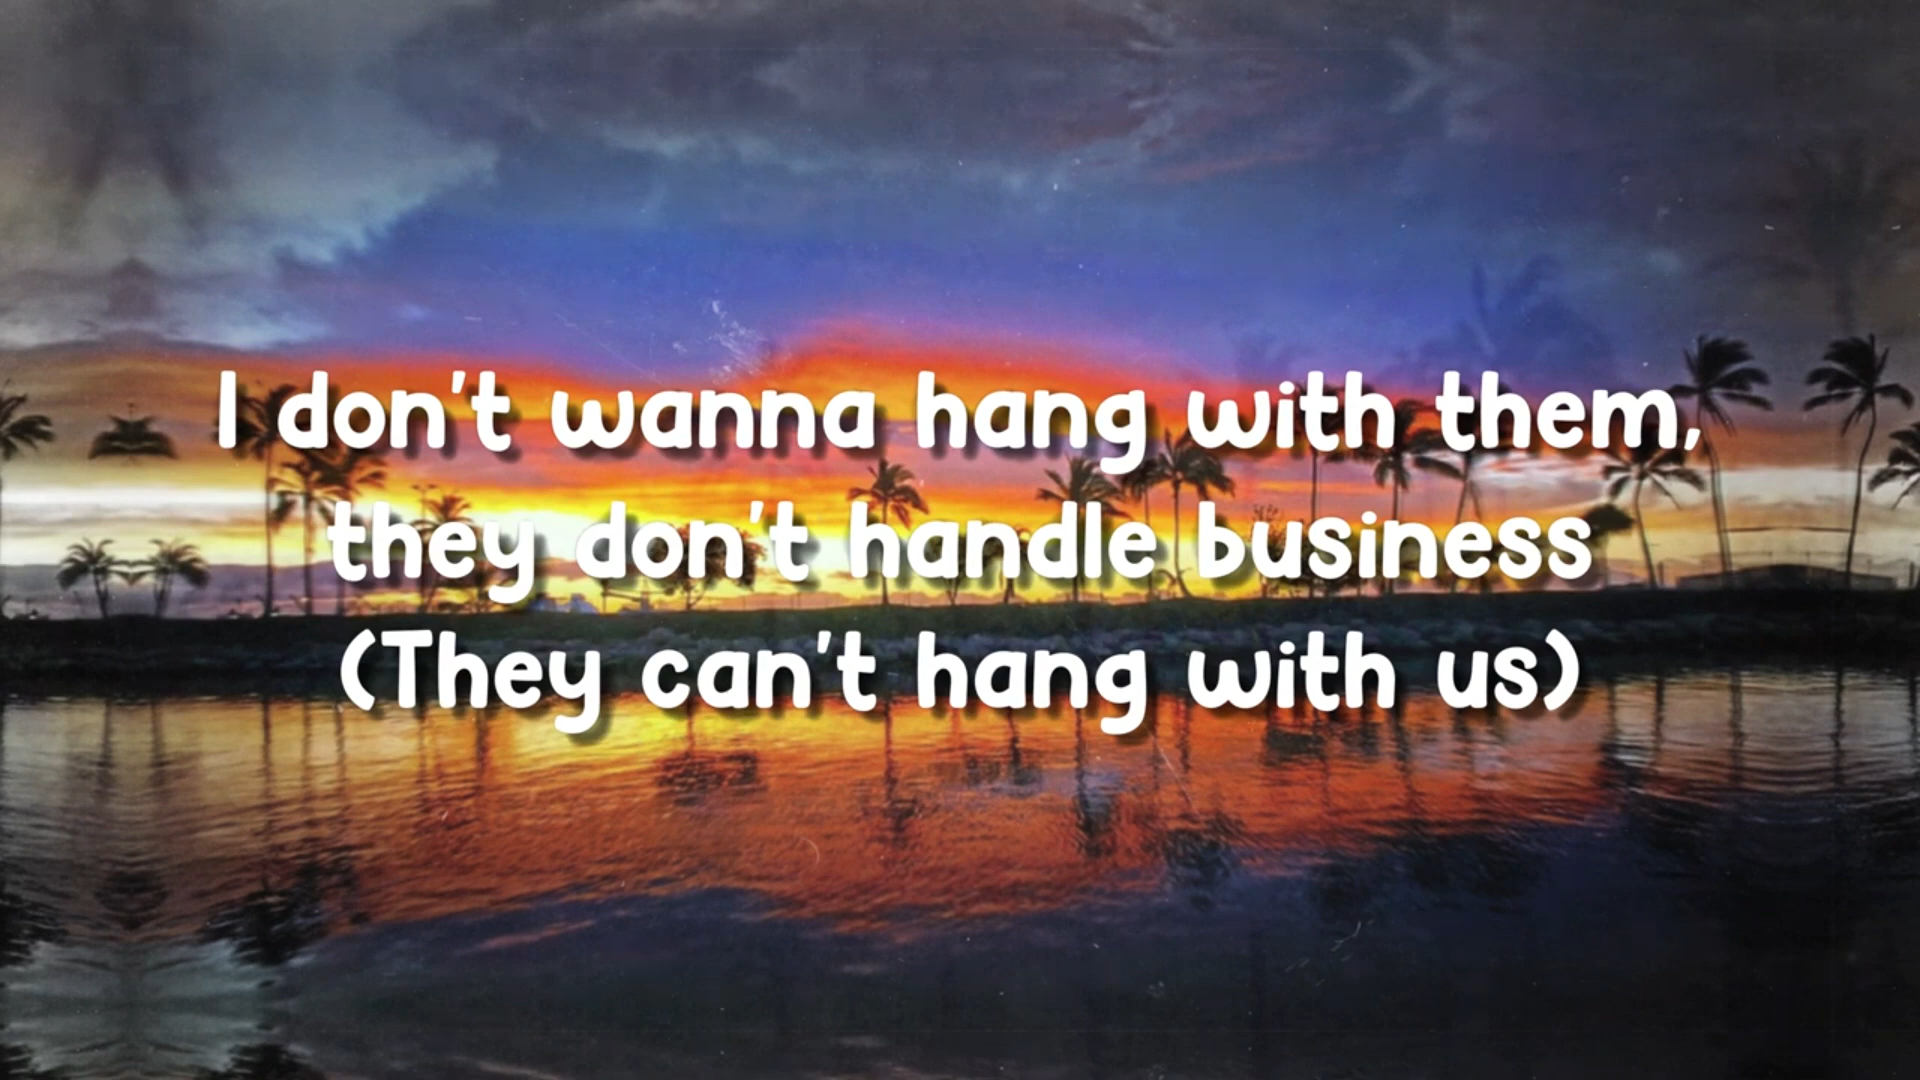 I don't wanna hang with them,
they don't handle business
(They can't hang with us)